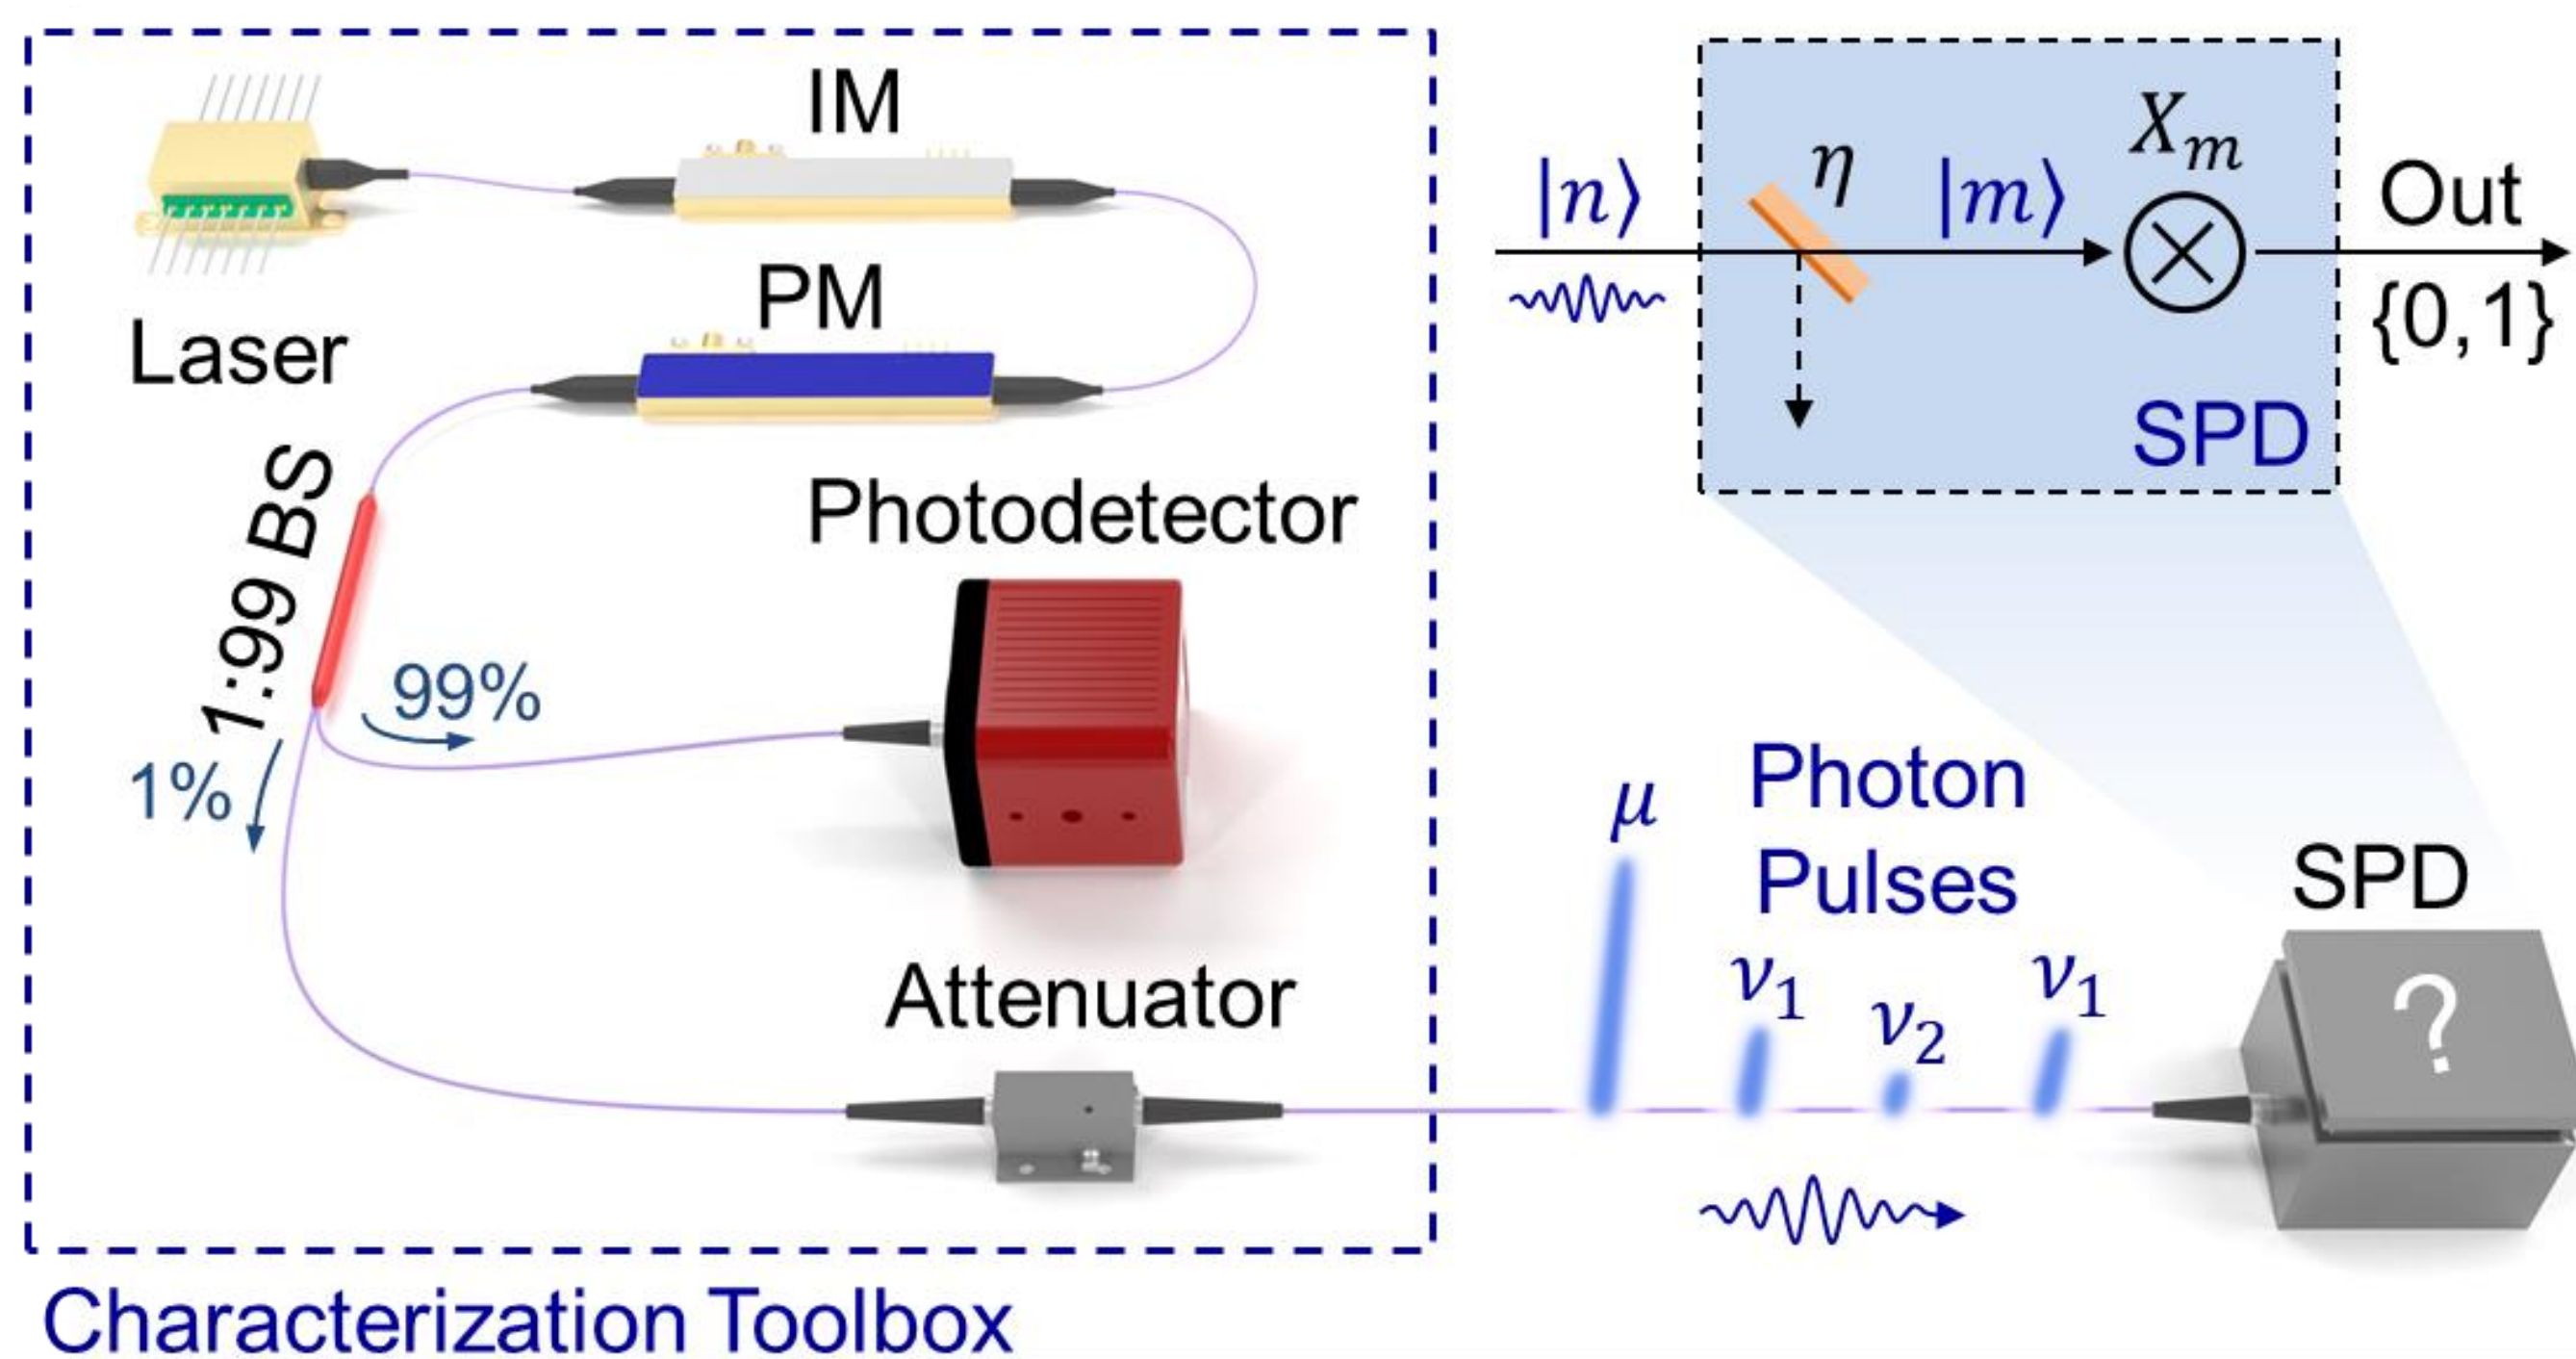 IM
Laser
PM
1:99 BS
99%
1%
Photodetector
Attenuator
Characterization Toolbox
|n⟩
η
|m⟩
Xₘ
Out
{0,1}
SPD
μ
Photon
Pulses
ν₁
ν₂
ν₁
SPD
?